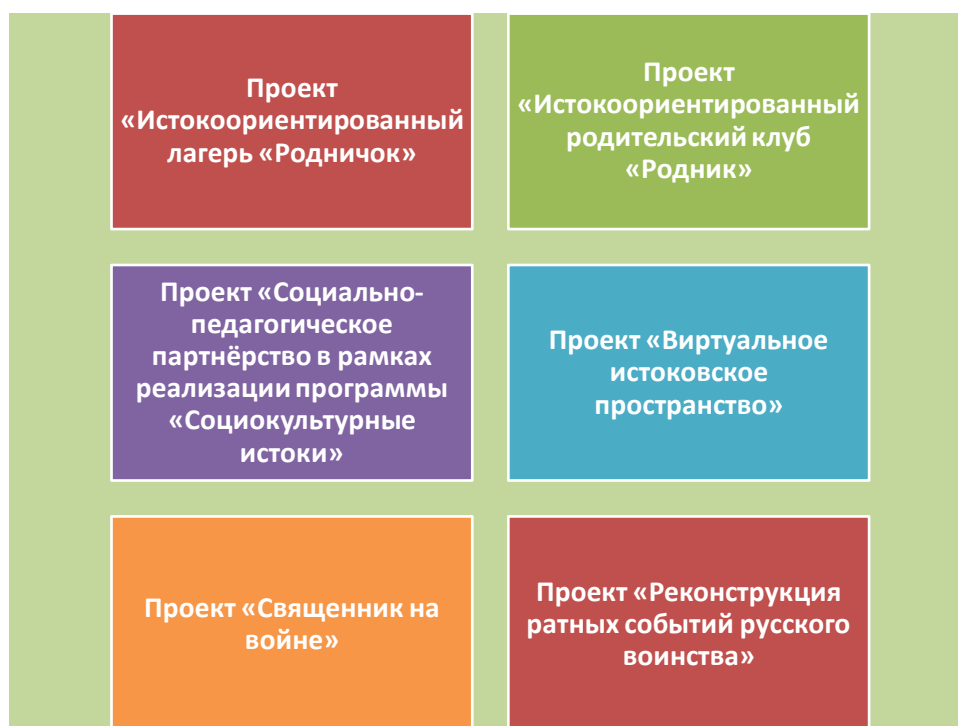 Проект
«Истокоориентированный
лагерь «Родничок»
Проект
«Истокоориентированный
родительский клуб
«Родник»
Проект «Социально-
педагогическое
партнёрство в рамках
реализации программы
«Социокультурные
истоки»
Проект «Виртуальное
истоковское
пространство»
Проект «Священник на
войне»
Проект «Реконструкция
ратных событий русского
воинства»